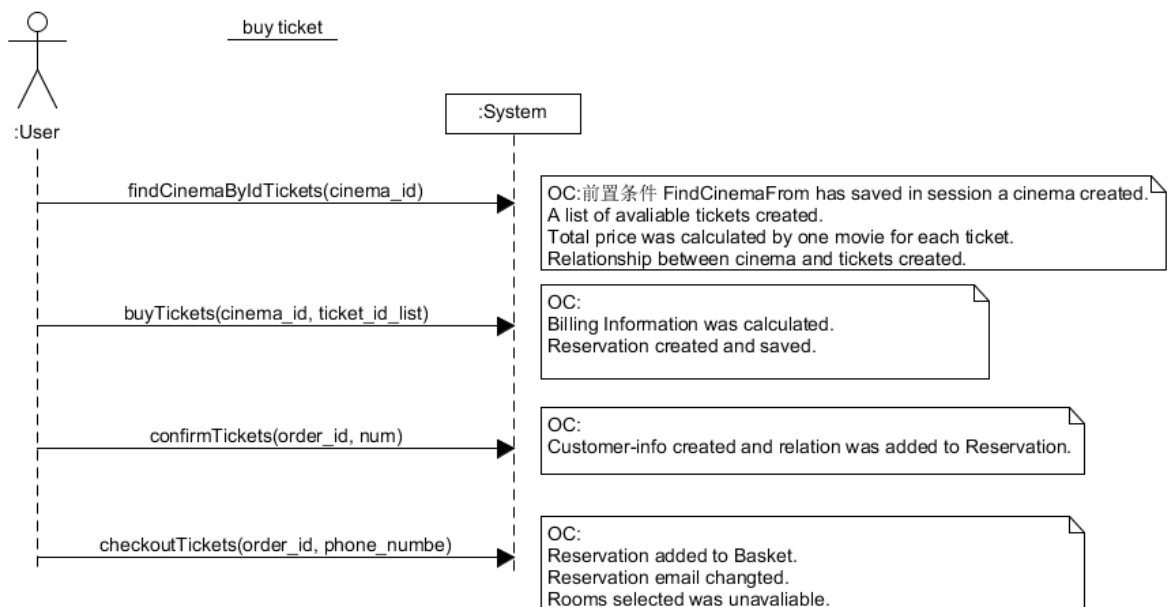 buy ticket
:User
:System
findCinemaByIdTickets(cinema_id)
OC:前置条件 FindCinemaFrom has saved in session a cinema created.
A list of avaliable tickets created.
Total price was calculated by one movie for each ticket.
Relationship between cinema and tickets created.
buyTickets(cinema_id, ticket_id_list)
OC:
Billing Information was calculated.
Reservation created and saved.
confirmTickets(order_id, num)
OC:
Customer-info created and relation was added to Reservation.
checkoutTickets(order_id, phone_numbe)
OC:
Reservation added to Basket.
Reservation email changted.
Rooms selected was unavaliable.